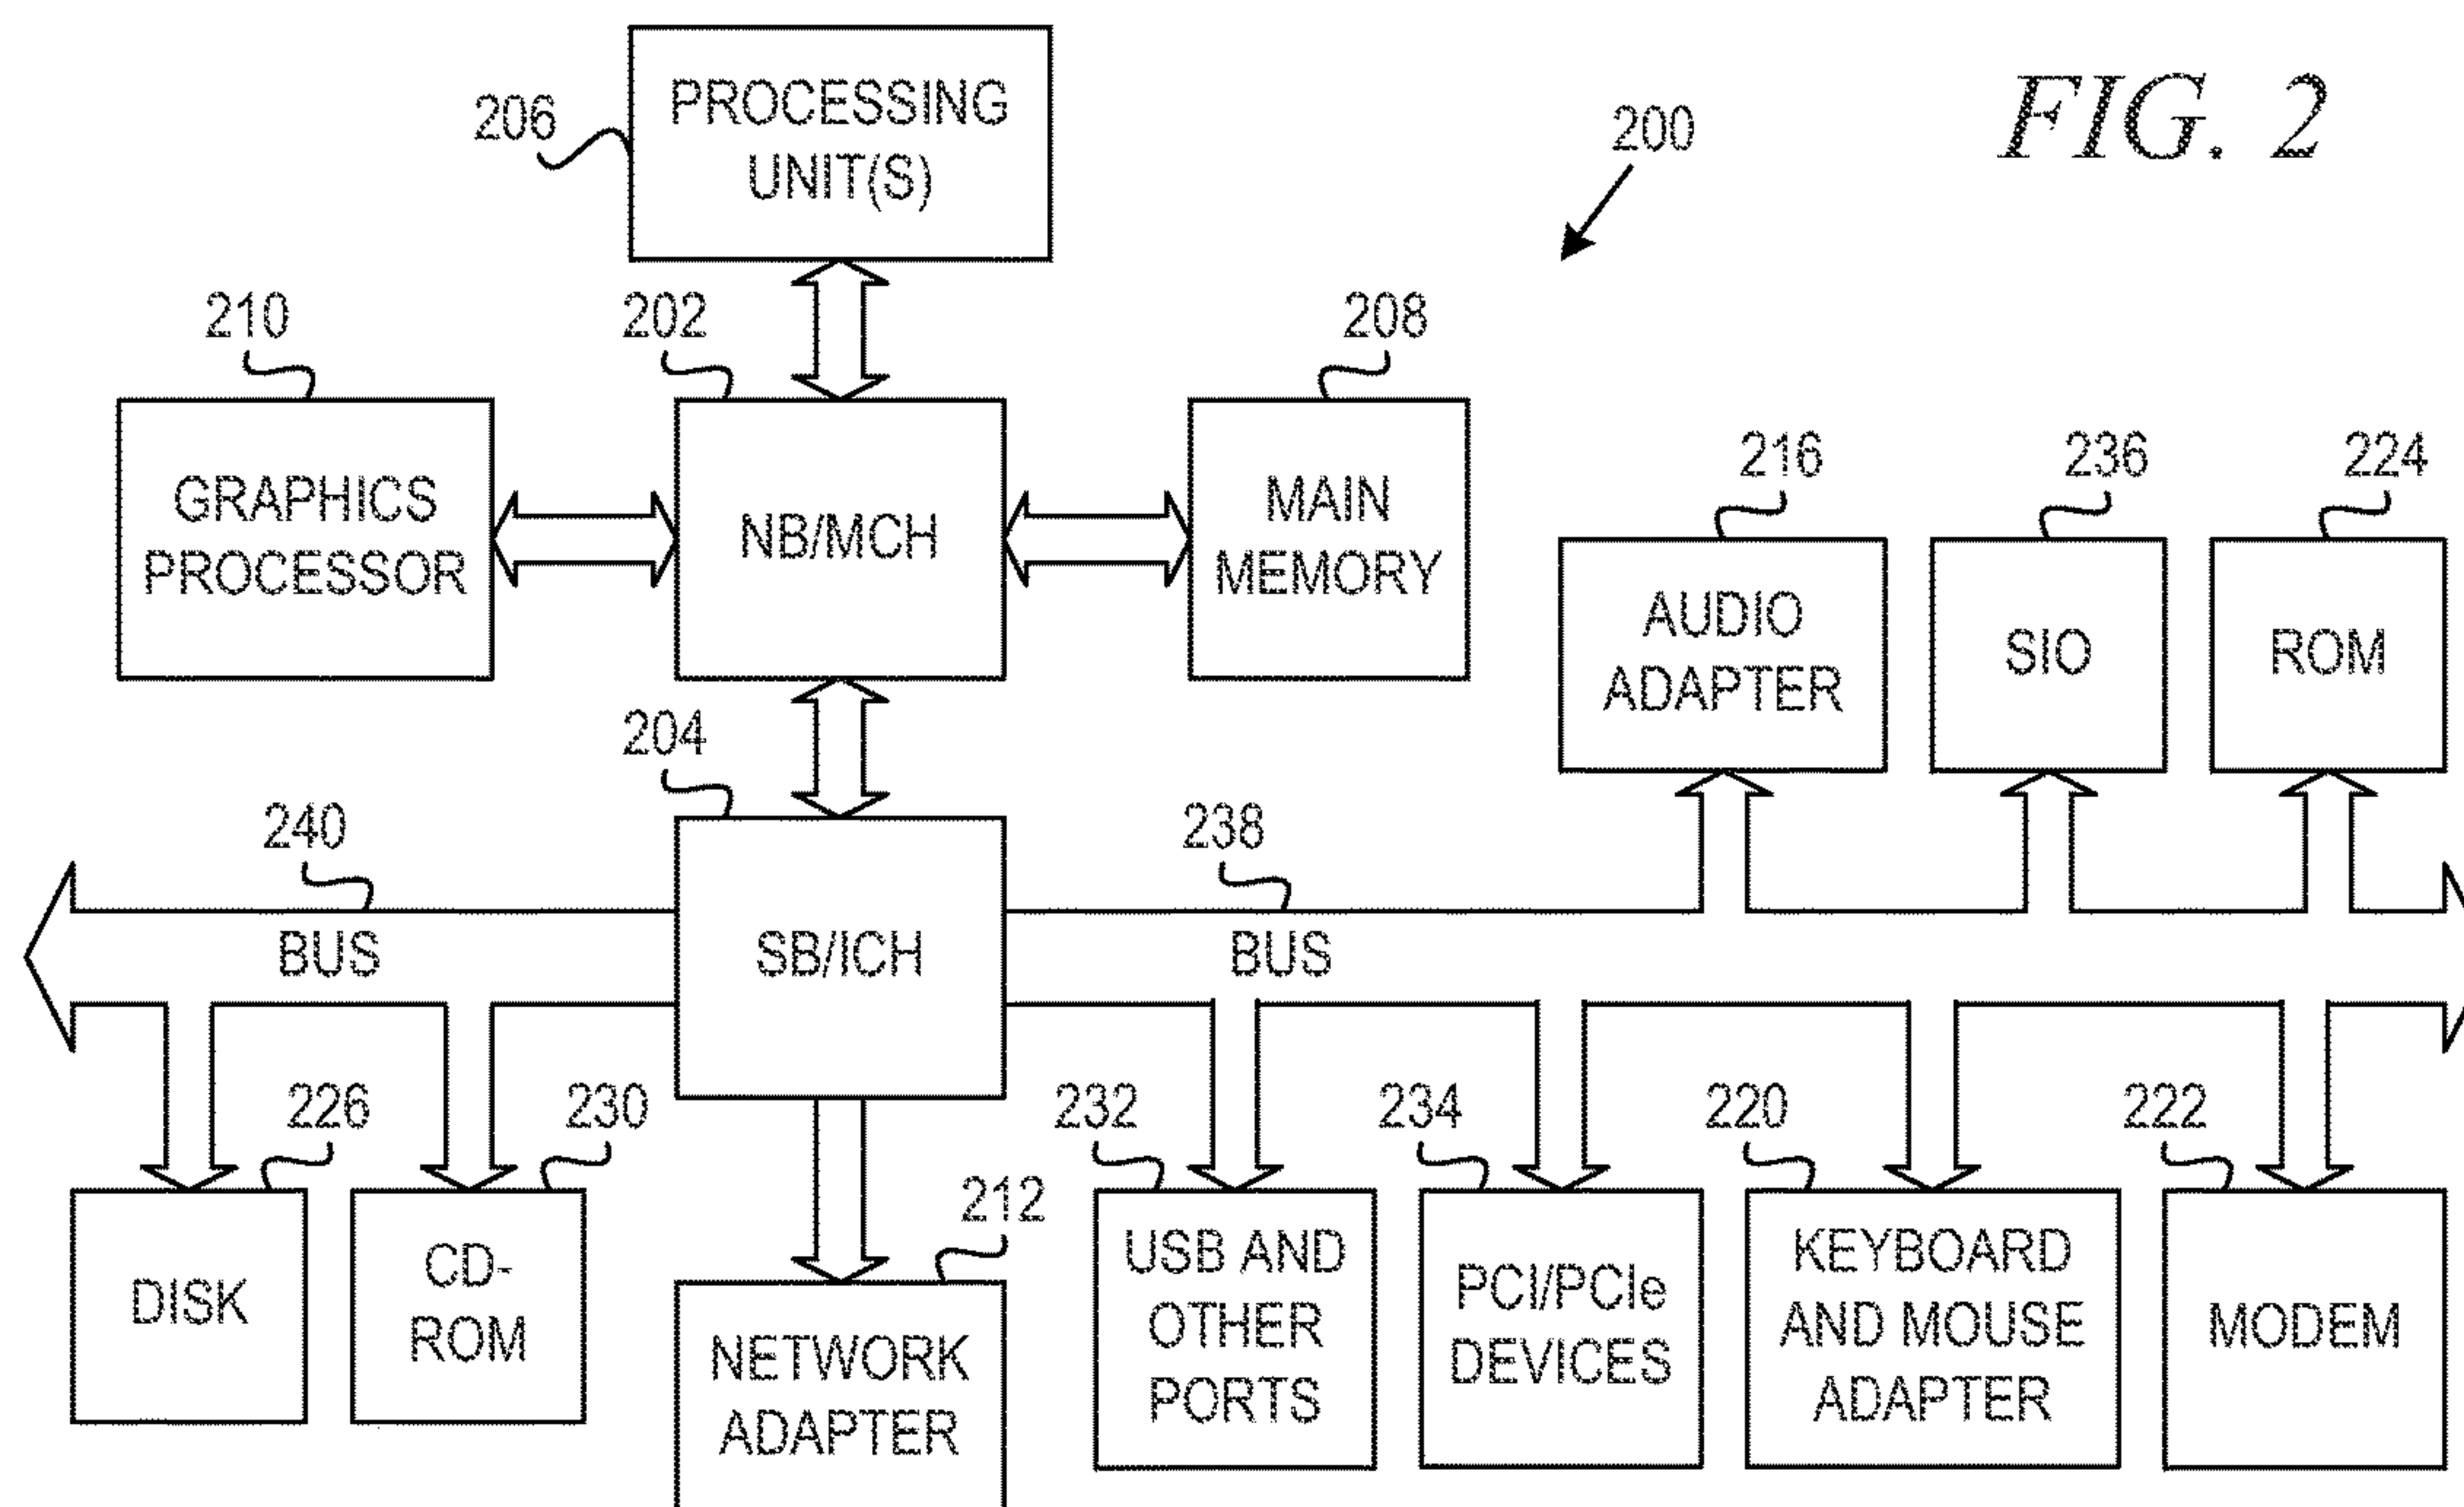 FIG. 2
200
206
PROCESSING
UNIT(S)
210
202
208
GRAPHICS
PROCESSOR
NB/MCH
MAIN
MEMORY
216
236
224
AUDIO
ADAPTER
SIO
ROM
204
240
238
BUS
SB/ICH
BUS
226
230
212
232
234
220
222
DISK
CD-
ROM
NETWORK
ADAPTER
USB AND
OTHER
PORTS
PCI/PCIe
DEVICES
KEYBOARD
AND MOUSE
ADAPTER
MODEM